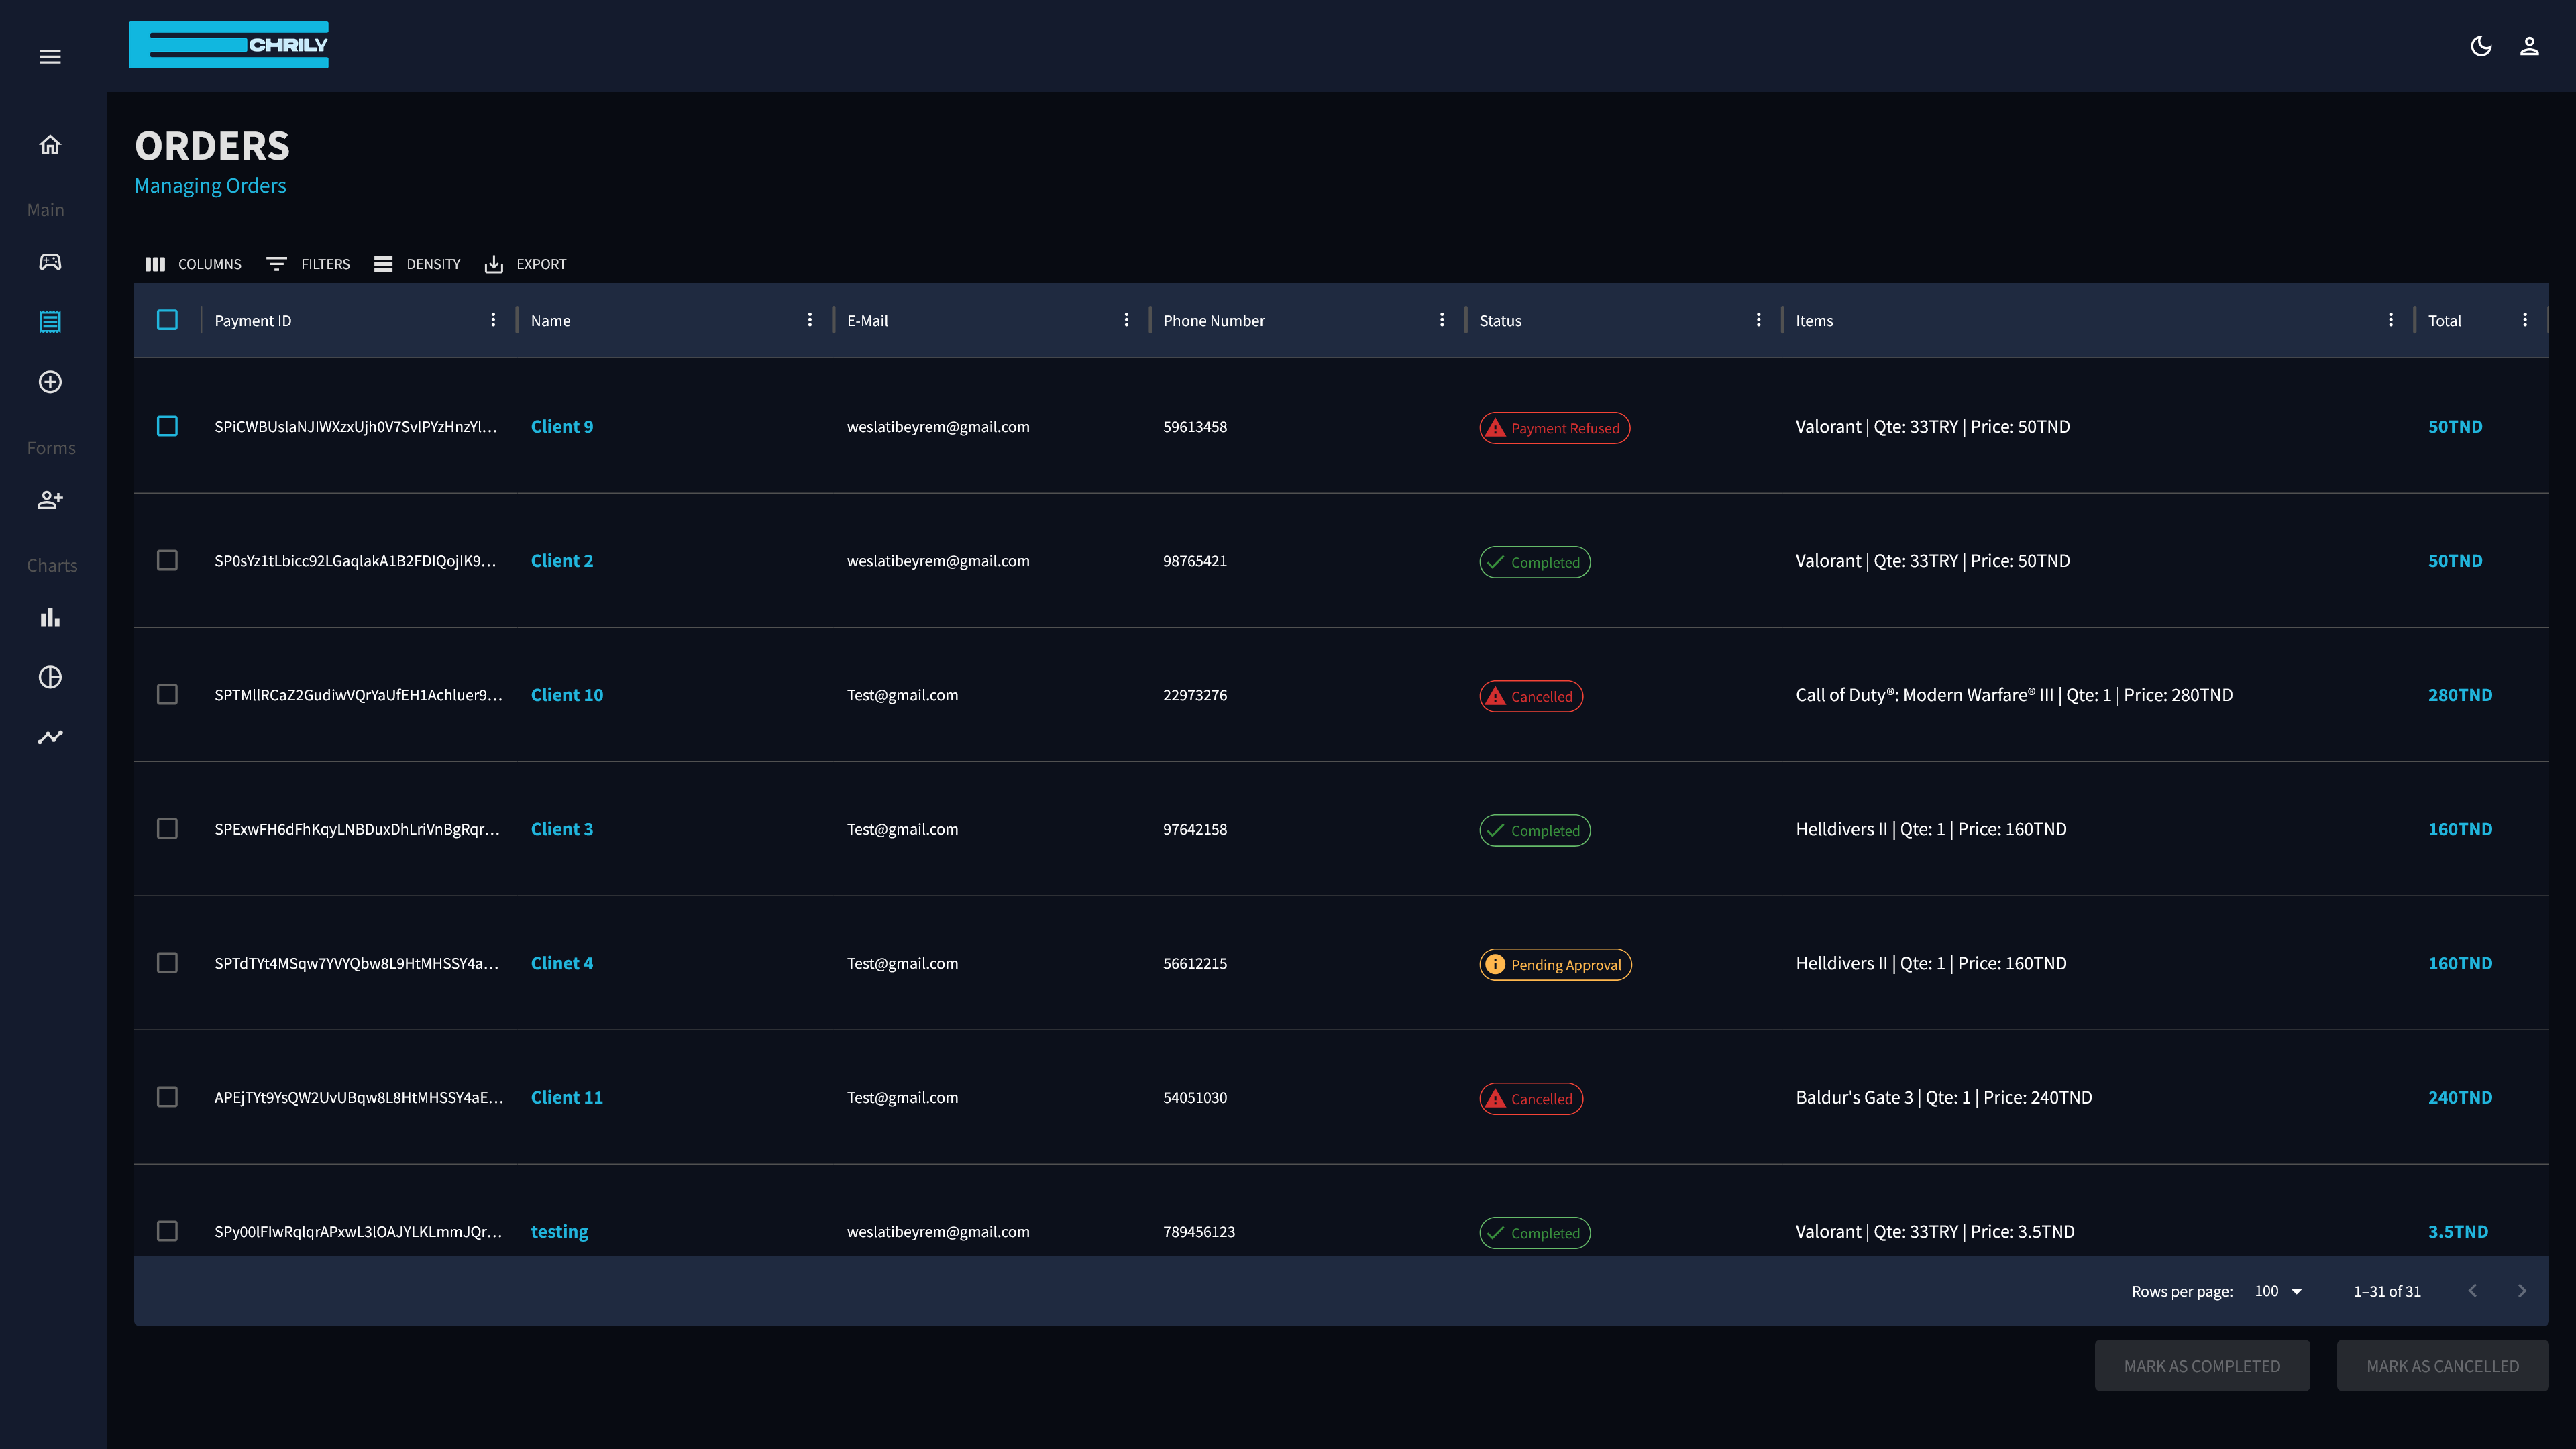 CHRILY
ORDERS
Managing Orders
Main
Forms
Charts
COLUMNS FILTERS DENSITY EXPORT
Payment ID Name E-Mail Phone Number Status Items Total
SPiCWBUslaNJIWXzxUjh0V7SvlPYzHnzYl... Client 9 weslatibeyrem@gmail.com 59613458 Payment Refused Valorant | Qte: 33TRY | Price: 50TND 50TND
SP0sYz1tLbicc92LGaqlakA1B2FDIQojIK9... Client 2 weslatibeyrem@gmail.com 98765421 Completed Valorant | Qte: 33TRY | Price: 50TND 50TND
SPTMllRCaZ2GudiwVQrYaUfEH1Achluer9... Client 10 Test@gmail.com 22973276 Cancelled Call of Duty®: Modern Warfare® III | Qte: 1 | Price: 280TND 280TND
SPExwFH6dFhKqyLNBDuxDhLriVnBgRqr... Client 3 Test@gmail.com 97642158 Completed Helldivers II | Qte: 1 | Price: 160TND 160TND
SPTdTYt4MSqw7YVYQbw8L9HtMHSSY4a... Clinet 4 Test@gmail.com 56612215 Pending Approval Helldivers II | Qte: 1 | Price: 160TND 160TND
APEjTYt9YsQW2UvUBqw8L8HtMHSSY4aE... Client 11 Test@gmail.com 54051030 Cancelled Baldur's Gate 3 | Qte: 1 | Price: 240TND 240TND
SPy00lFIwRqlqrAPxwL3lOAJYLKLmmJQr... testing weslatibeyrem@gmail.com 789456123 Completed Valorant | Qte: 33TRY | Price: 3.5TND 3.5TND
Rows per page: 100 1–31 of 31
MARK AS COMPLETED MARK AS CANCELLED